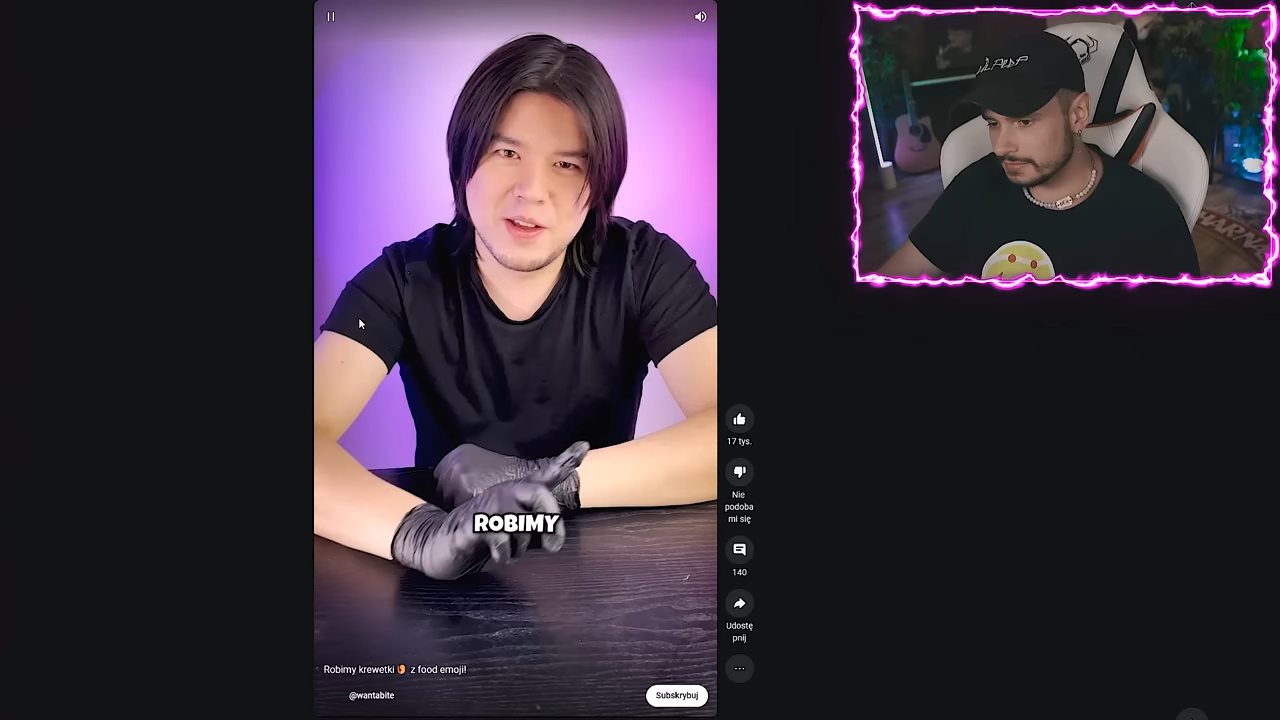 ROBIMY
17 tys.
Nie
podoba
mi się
140
Udostę
pnij
Robimy krewetki 🍤 z food emoji!
@wantabite
Subskrybuj